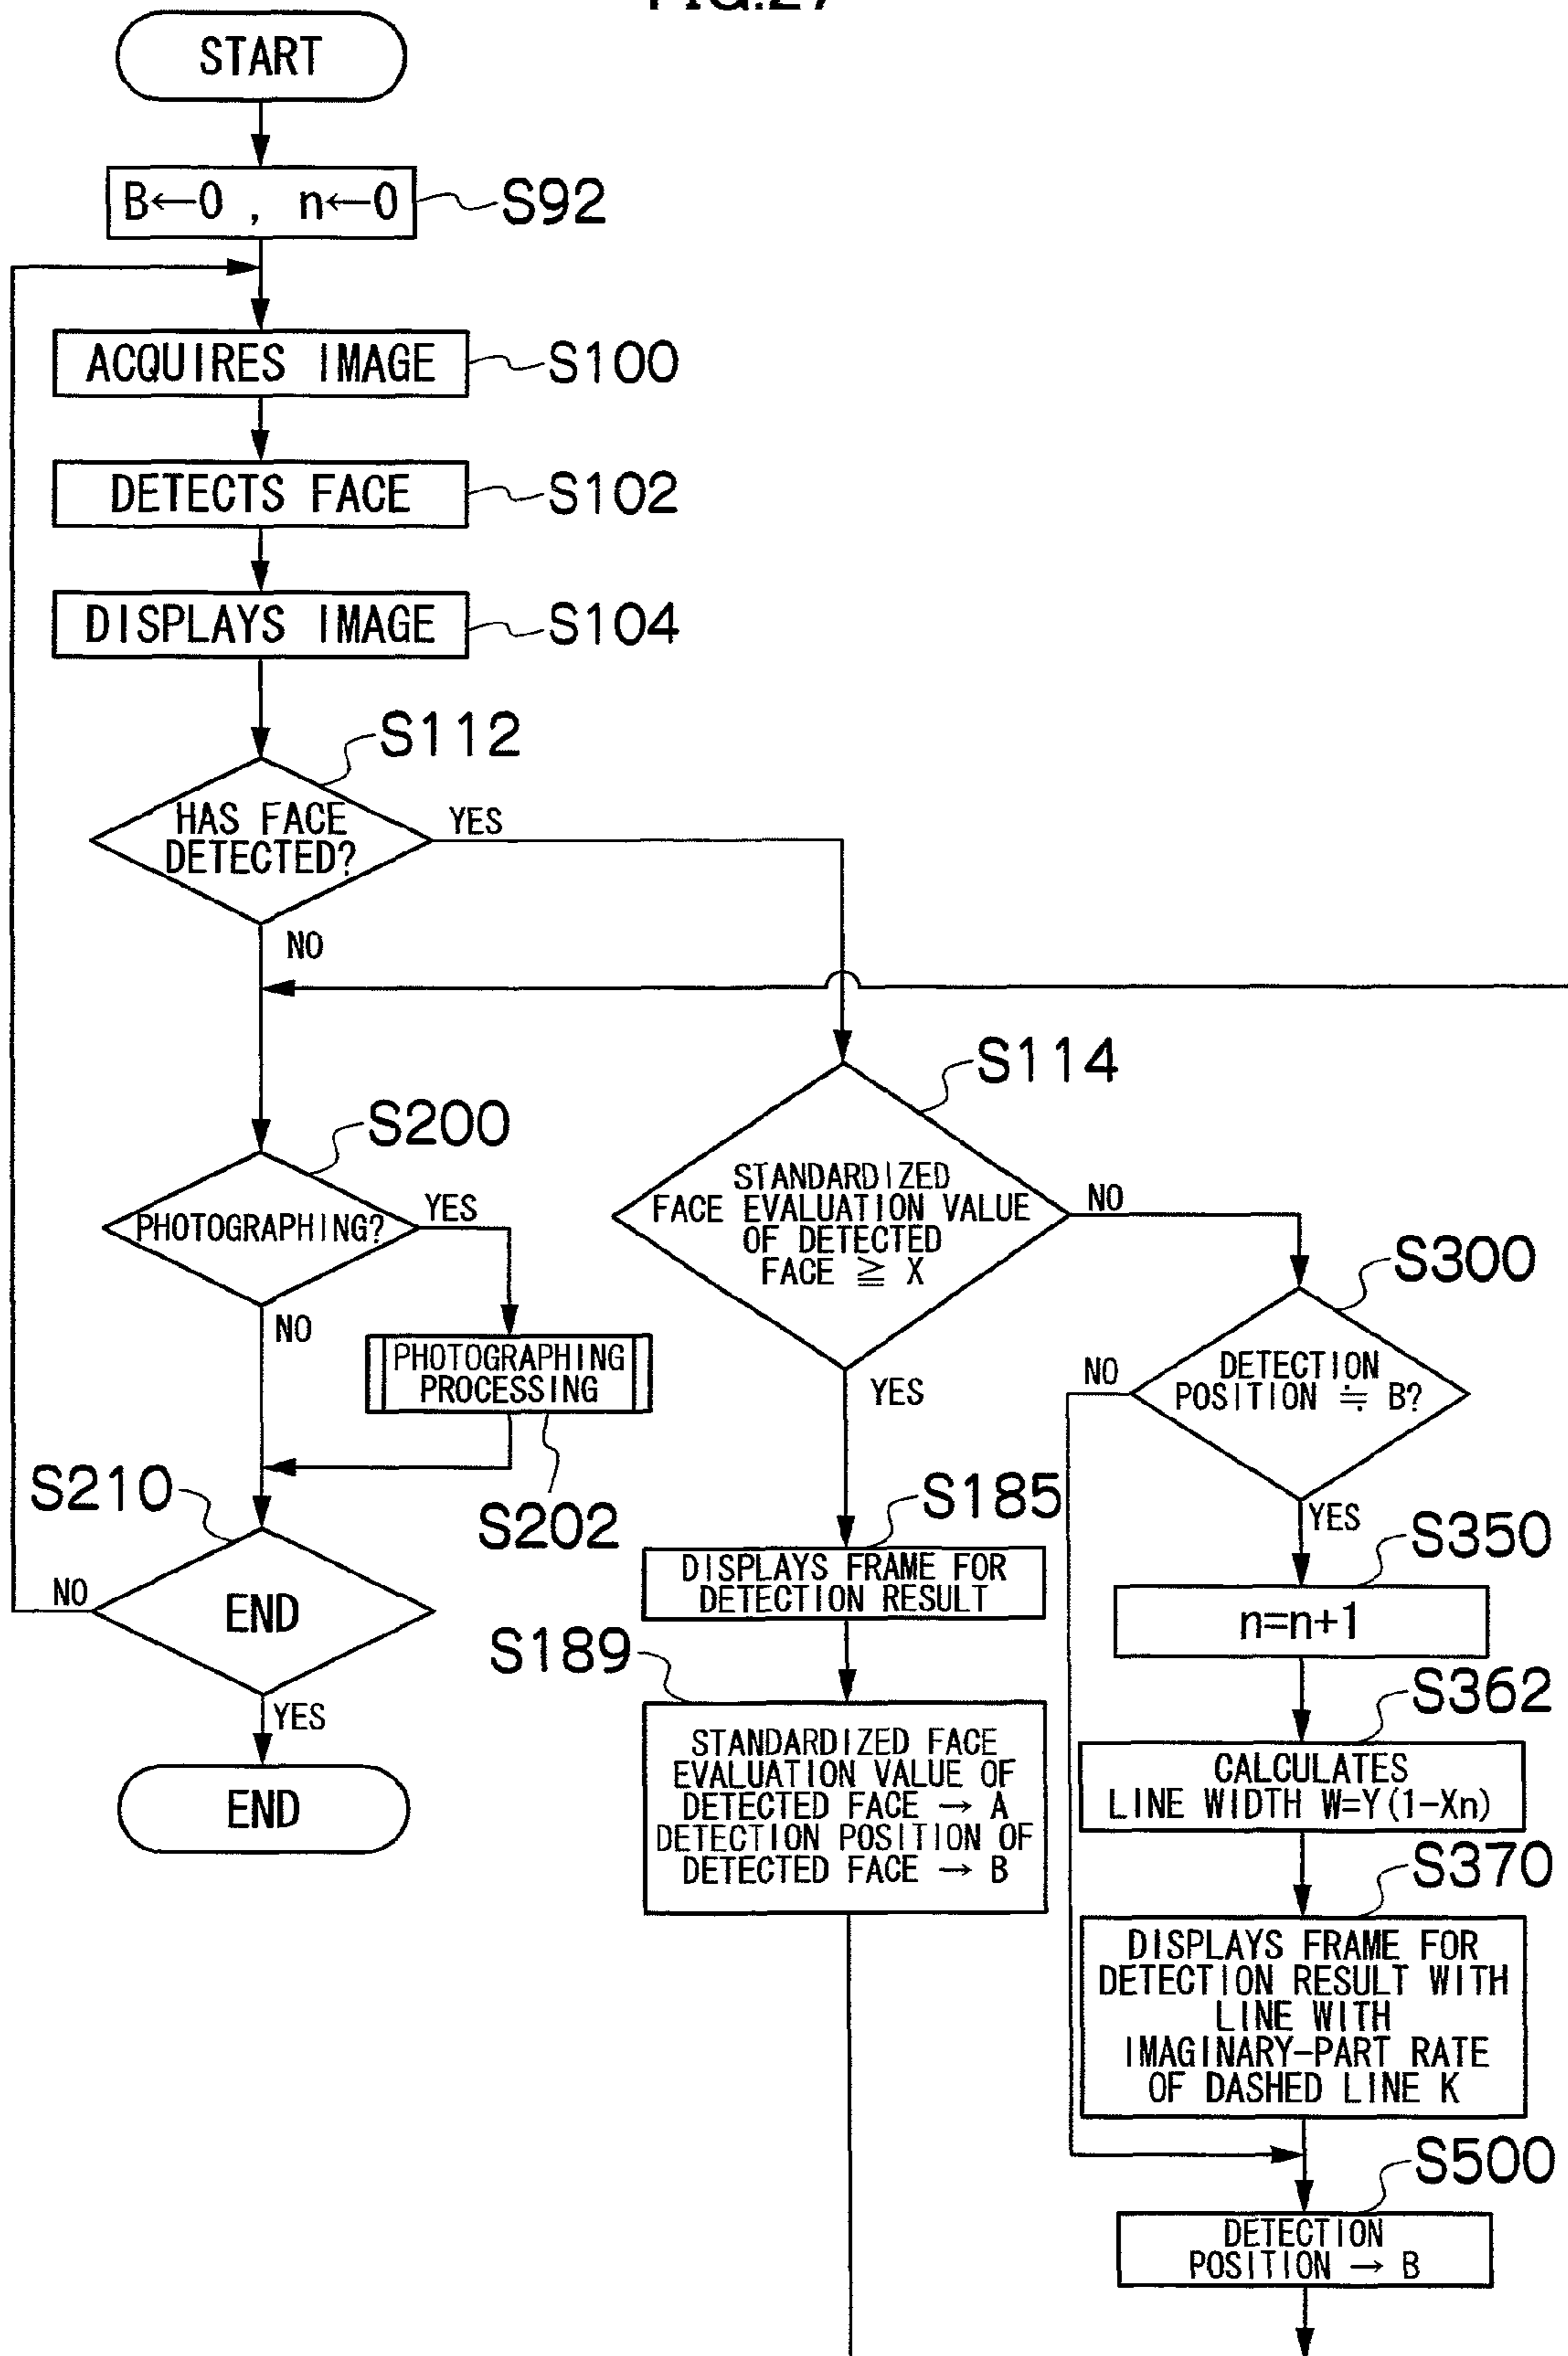 FIG.27
START
B←0 , n←0
S92
ACQUIRES IMAGE
S100
DETECTS FACE
S102
DISPLAYS IMAGE
S104
S112
HAS FACE
DETECTED?
YES
NO
S114
STANDARDIZED
FACE EVALUATION VALUE
OF DETECTED
FACE ≧ X
NO
YES
S200
PHOTOGRAPHING?
YES
NO
PHOTOGRAPHING
PROCESSING
S202
S210
END
NO
YES
END
S300
DETECTION
POSITION ≒ B?
NO
YES
S185
DISPLAYS FRAME FOR
DETECTION RESULT
S189
STANDARDIZED FACE
EVALUATION VALUE OF
DETECTED FACE → A
DETECTION POSITION OF
DETECTED FACE → B
S350
n=n+1
S362
CALCULATES
LINE WIDTH W=Y(1-Xn)
S370
DISPLAYS FRAME FOR
DETECTION RESULT WITH
LINE WITH
IMAGINARY-PART RATE
OF DASHED LINE K
S500
DETECTION
POSITION → B